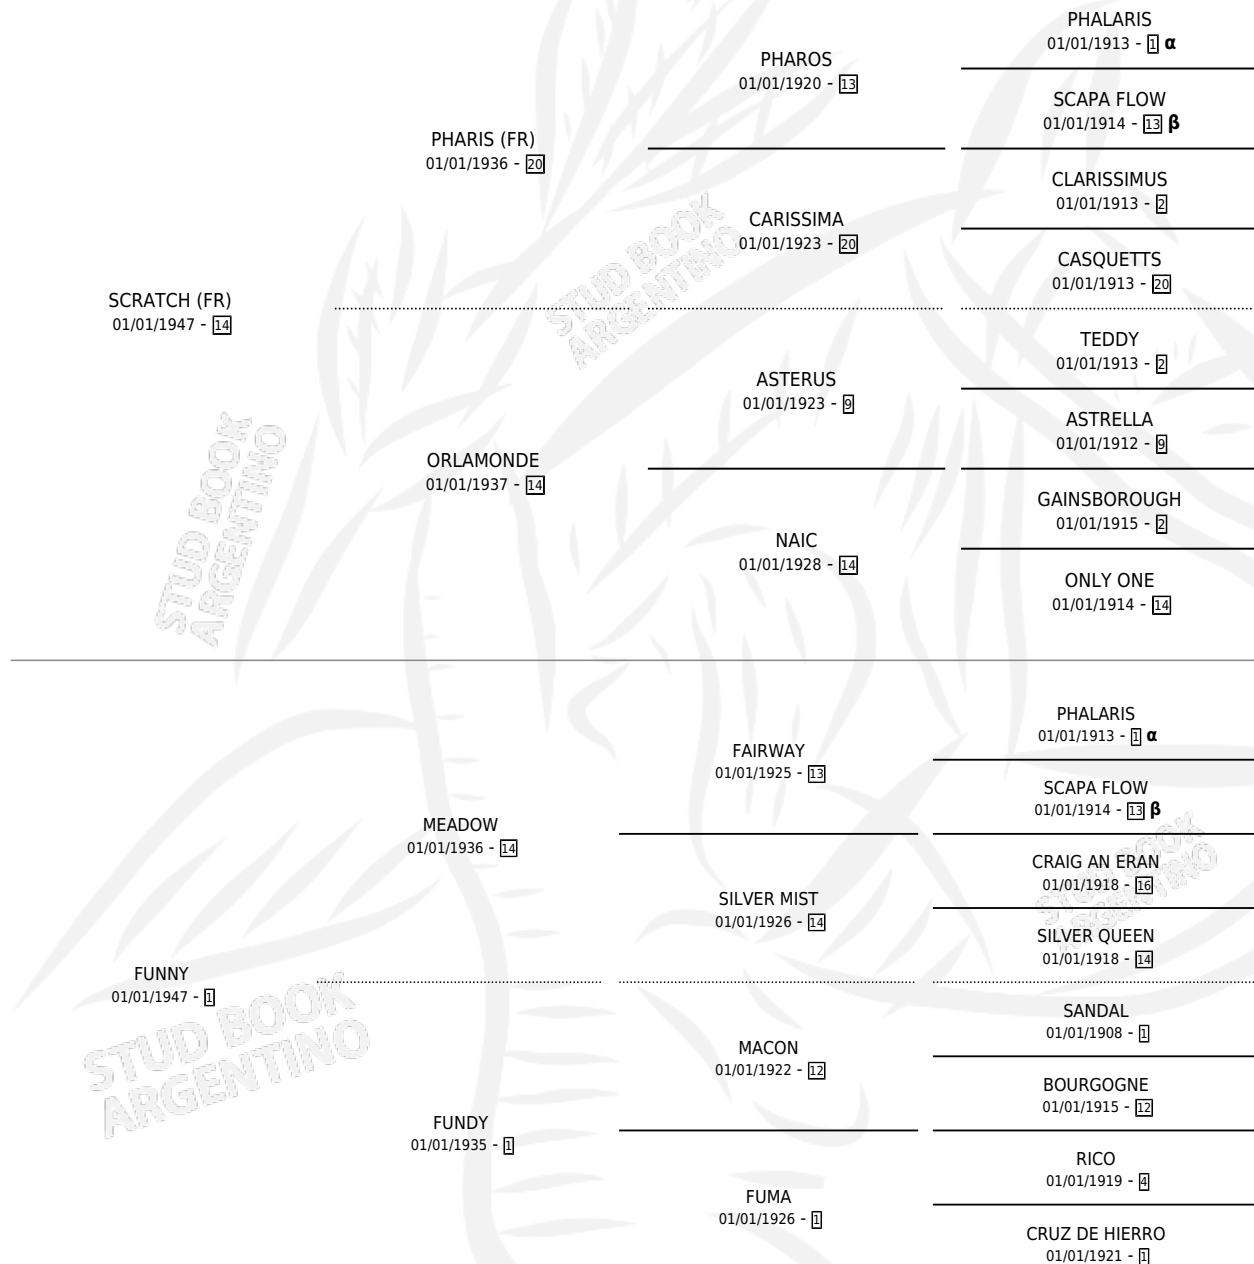 SCRATCH (FR)
01/01/1947 - 14
PHARIS (FR)
01/01/1936 - 20
PHAROS
01/01/1920 - 13
PHALARIS
01/01/1913 - 1 α
SCAPA FLOW
01/01/1914 - 13 β
CARISSIMA
01/01/1923 - 20
CLARISSIMUS
01/01/1913 - 2
CASQUETTS
01/01/1913 - 20
ORLAMONDE
01/01/1937 - 14
ASTERUS
01/01/1923 - 9
TEDDY
01/01/1913 - 2
ASTRELLA
01/01/1912 - 9
NAIC
01/01/1928 - 14
GAINSBOROUGH
01/01/1915 - 2
ONLY ONE
01/01/1914 - 14
FUNNY
01/01/1947 - 1
MEADOW
01/01/1936 - 14
FAIRWAY
01/01/1925 - 13
PHALARIS
01/01/1913 - 1 α
SCAPA FLOW
01/01/1914 - 13 β
SILVER MIST
01/01/1926 - 14
CRAIG AN ERAN
01/01/1918 - 16
SILVER QUEEN
01/01/1918 - 14
FUNDY
01/01/1935 - 1
MACON
01/01/1922 - 12
SANDAL
01/01/1908 - 1
BOURGOGNE
01/01/1915 - 12
FUMA
01/01/1926 - 1
RICO
01/01/1919 - 4
CRUZ DE HIERRO
01/01/1921 - 1
STUD BOOK
ARGENTINO
STUD BOOK
ARGENTINO
STUD BOOK
ARGENTINO
STUD BOOK
ARGENTINO